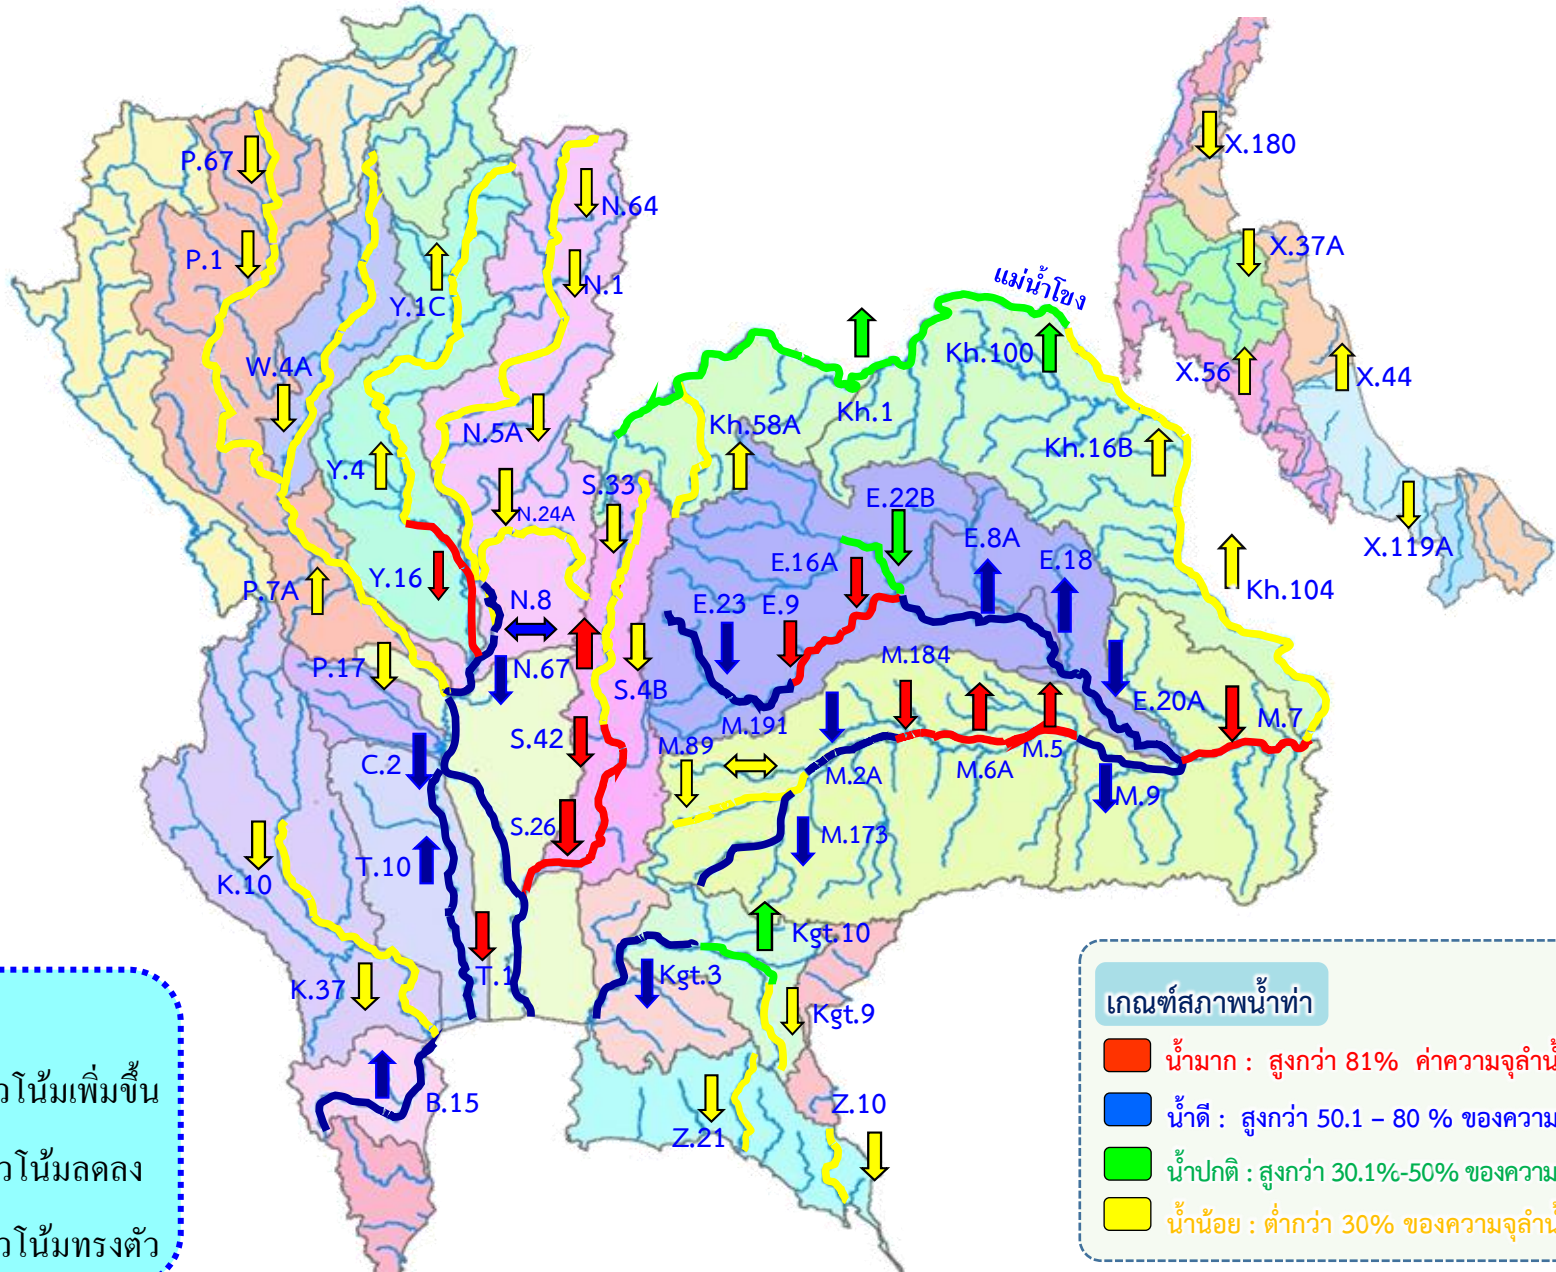 P.67
P.1
W.4A
Y.1C
N.64
N.1
N.5A
Y.4
N.24A
S.33
Y.16
P.7A
N.8
N.67
P.17
S.4B
S.42
S.26
C.2
T.10
T.1
K.10
K.37
B.15
แม่น้ำโขง
Kh.100
Kh.1
Kh.58A
Kh.16B
Kh.104
E.22B
E.16A
E.8A
E.18
E.23
E.9
E.20A
M.184
M.191
M.89
M.2A
M.6A
M.5
M.7
M.9
M.173
Kgt.10
Kgt.3
Kgt.9
Z.10
Z.21
X.180
X.37A
X.56
X.44
X.119A
วโน้มเพิ่มขึ้น
วโน้มลดลง
วโน้มทรงตัว
เกณฑ์สภาพน้ำท่า
น้ำมาก : สูงกว่า 81% ค่าความจุลำน้
น้ำดี : สูงกว่า 50.1 – 80 % ของความ
น้ำปกติ : สูงกว่า 30.1%-50% ของความ
น้ำน้อย : ต่ำกว่า 30% ของความจุลำน้